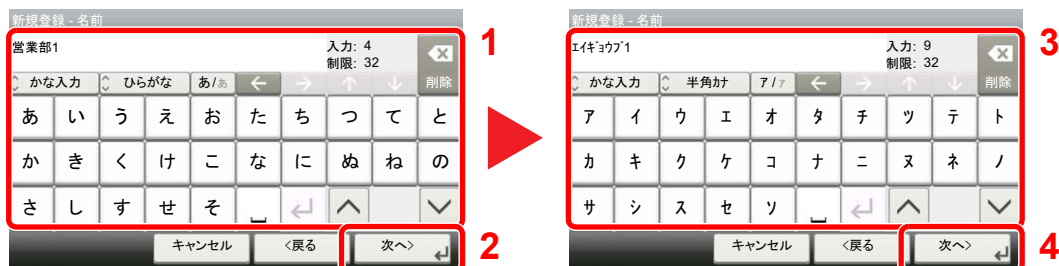 新規登録 - 名前
営業部1
入力: 4
制限: 32
かな入力 ひらがな あ/ぁ 削除
あ い う え お た ち つ て と
か き く け こ な に ぬ ね の
さ し す せ そ
キャンセル <戻る 次へ>
1
2
新規登録 - 名前
ｴｲｷﾞｮｳﾌﾞ1
入力: 9
制限: 32
かな入力 半角ｶﾅ ｱ/ｧ 削除
ｱ ｲ ｳ ｴ ｵ ﾀ ﾁ ﾂ ﾃ ﾄ
ｶ ｷ ｸ ｹ ｺ ﾅ ﾆ ﾇ ﾈ ﾉ
ｻ ｼ ｽ ｾ ｿ
キャンセル <戻る 次へ>
3
4